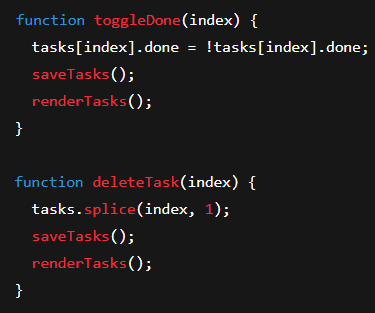 function toggleDone(index) {
  tasks[index].done = !tasks[index].done;
  saveTasks();
  renderTasks();
}

function deleteTask(index) {
  tasks.splice(index, 1);
  saveTasks();
  renderTasks();
}